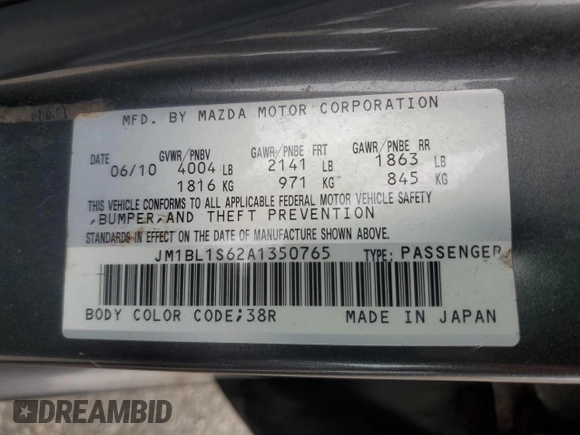 MFD. BY MAZDA MOTOR CORPORATION
DATE GVWR/PNBV GAWR/PNBE FRT GAWR/PNBE RR
06/10 4004 LB 2141 LB 1863 LB
1816 KG 971 KG 845 KG
THIS VEHICLE CONFORMS TO ALL APPLICABLE FEDERAL MOTOR VEHICLE SAFETY
,BUMPER,AND THEFT PREVENTION
STANDARDS IN EFFECT ON THE DATE OF MANUFACTURE SHOWN ABOVE.
JM1BL1S62A1350765 TYPE: PASSENGER
BODY COLOR CODE;38R MADE IN JAPAN
DREAMBID